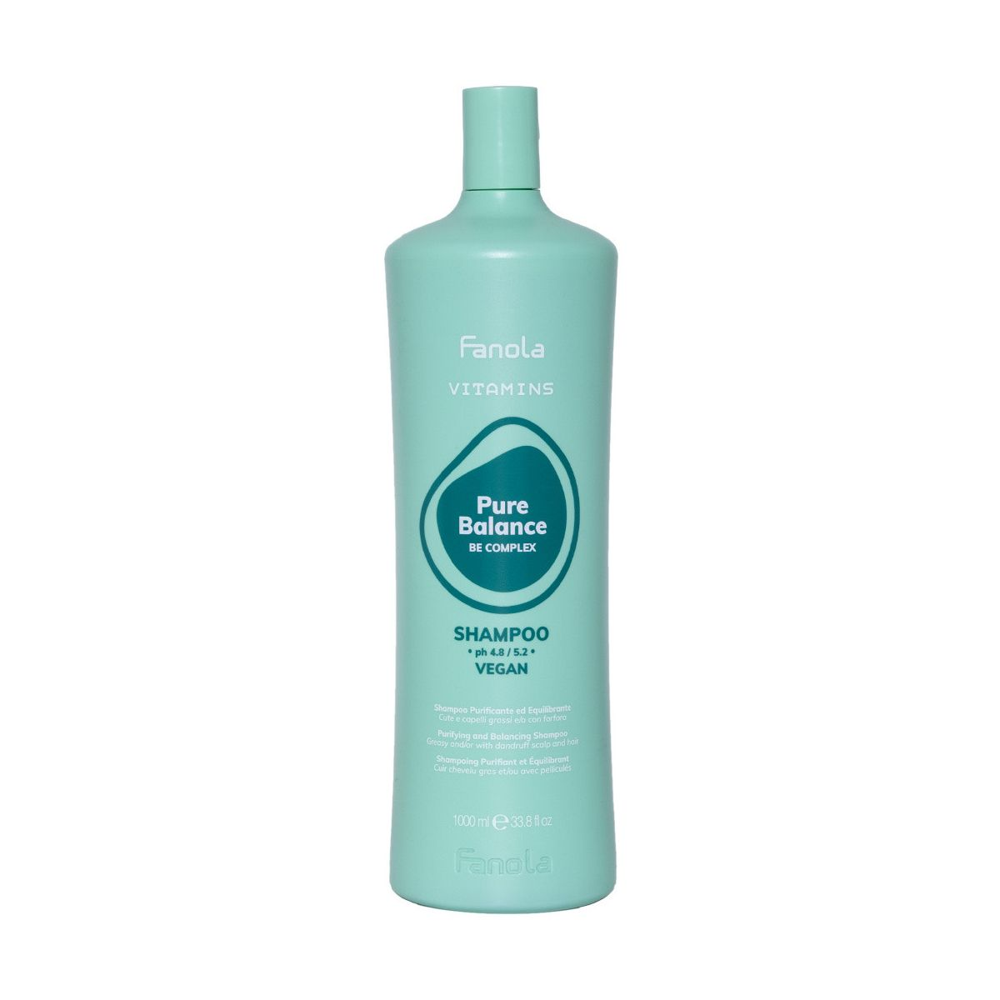 Fanola
VITAMINS
Pure
Balance
BE COMPLEX
SHAMPOO
• ph 4.8 / 5.2 •
VEGAN
Shampoo Purificante ed Equilibrante
Cute e capelli grassi e/o con forfora
Purifying and Balancing Shampoo
Greasy and/or with dandruff scalp and hair
Shampoing Purifiant et Équilibrant
Cuir chevelu gras et/ou avec pelliculés
1000 ml ℮ 33.8 fl oz
Fanola